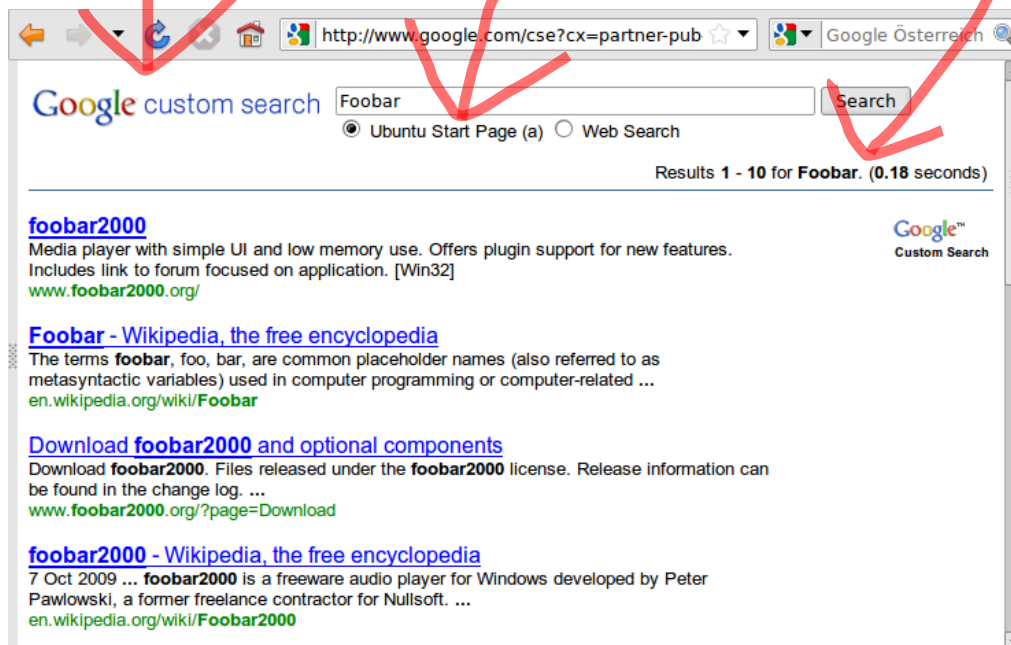 http://www.google.com/cse?cx=partner-pub Google Österreich
Google custom search Foobar Search
Ubuntu Start Page (a) Web Search
Results 1 - 10 for Foobar. (0.18 seconds)
foobar2000
Media player with simple UI and low memory use. Offers plugin support for new features.
Includes link to forum focused on application. [Win32]
www.foobar2000.org/
Google™
Custom Search
Foobar - Wikipedia, the free encyclopedia
The terms foobar, foo, bar, are common placeholder names (also referred to as
metasyntactic variables) used in computer programming or computer-related ...
en.wikipedia.org/wiki/Foobar
Download foobar2000 and optional components
Download foobar2000. Files released under the foobar2000 license. Release information can
be found in the change log. ...
www.foobar2000.org/?page=Download
foobar2000 - Wikipedia, the free encyclopedia
7 Oct 2009 ... foobar2000 is a freeware audio player for Windows developed by Peter
Pawlowski, a former freelance contractor for Nullsoft. ...
en.wikipedia.org/wiki/Foobar2000